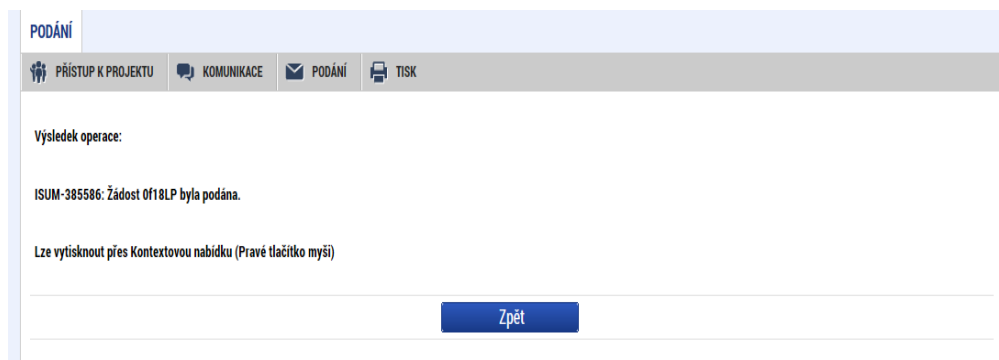 PODÁNÍ
PŘÍSTUP K PROJEKTU KOMUNIKACE PODÁNÍ TISK
Výsledek operace:
ISUM-385586: Žádost 0f18LP byla podána.
Lze vytisknout přes Kontextovou nabídku (Pravé tlačítko myši)
Zpět